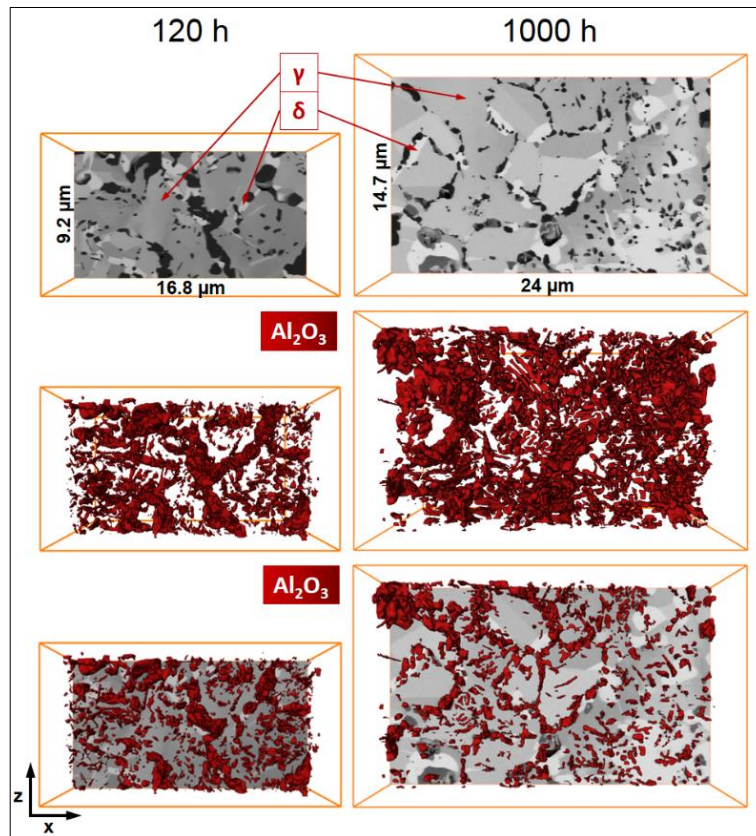 120 h
1000 h
γ
δ
9.2 µm
16.8 µm
14.7 µm
24 µm
Al₂O₃
Al₂O₃
z
x